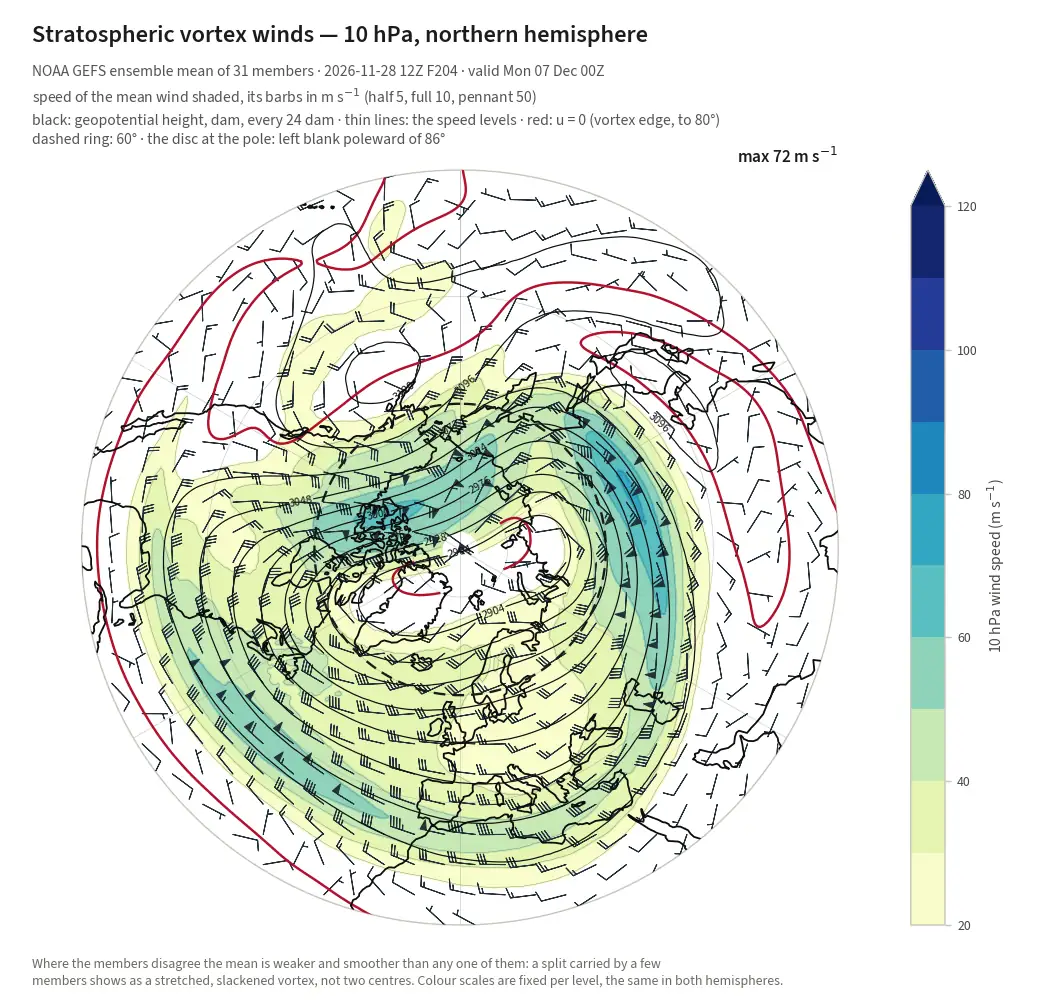 Stratospheric vortex winds — 10 hPa, northern hemisphere
NOAA GEFS ensemble mean of 31 members · 2026-11-28 12Z F204 · valid Mon 07 Dec 00Z
speed of the mean wind shaded, its barbs in m s⁻¹ (half 5, full 10, pennant 50)
black: geopotential height, dam, every 24 dam · thin lines: the speed levels · red: u = 0 (vortex edge, to 80°)
dashed ring: 60° · the disc at the pole: left blank poleward of 86°
max 72 m s⁻¹
120
100
80
60
40
20
10 hPa wind speed (m s⁻¹)
3096
3096
3048
2904
Where the members disagree the mean is weaker and smoother than any one of them: a split carried by a few
members shows as a stretched, slackened vortex, not two centres. Colour scales are fixed per level, the same in both hemispheres.